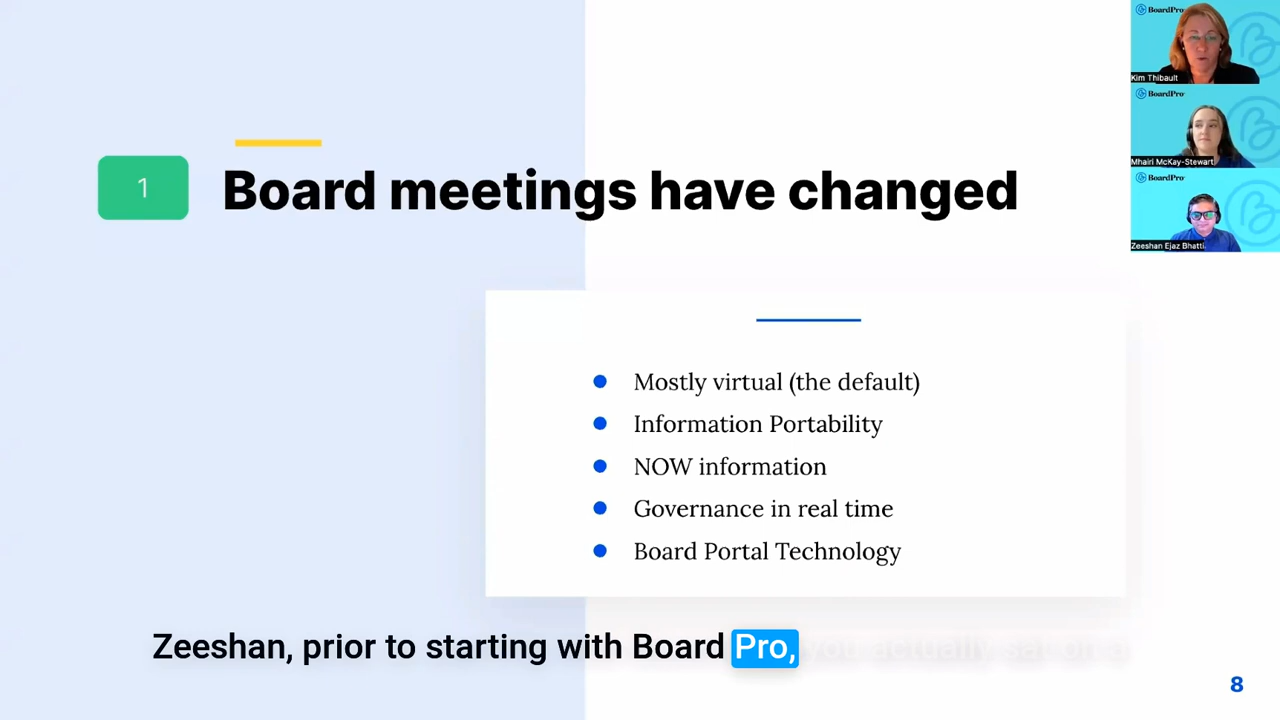 1
Board meetings have changed
Mostly virtual (the default)
Information Portability
NOW information
Governance in real time
Board Portal Technology
Zeeshan, prior to starting with Board Pro,
8
BoardPro
Kim Thibault
BoardPro
Mhairi McKay-Stewart
BoardPro
Zeeshan Ejaz Bhatti